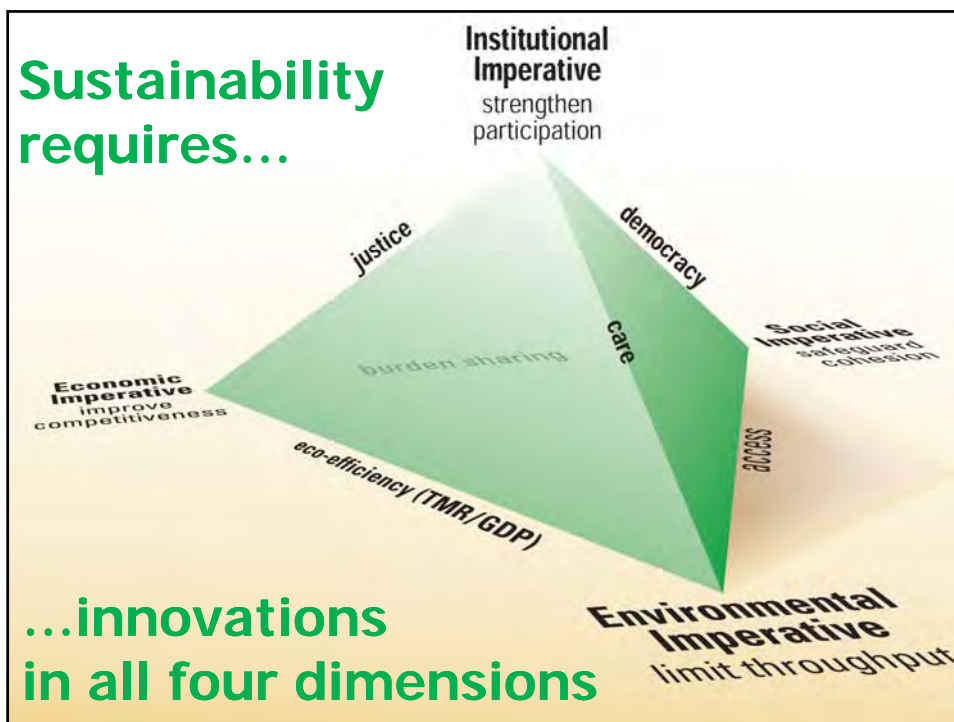 Sustainability
requires...
Institutional
Imperative
strengthen
participation
justice
democracy
care
Social
Imperative
safeguard
cohesion
burden sharing
Economic
Imperative
improve
competitiveness
access
eco-efficiency (TMR/GDP)
Environmental
Imperative
limit throughput
...innovations
in all four dimensions